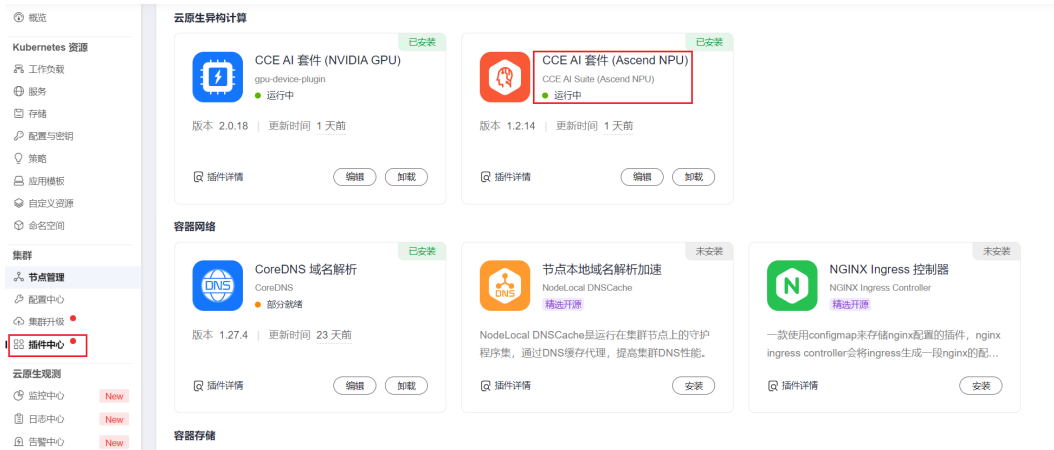 概览
Kubernetes 资源
工作负载
服务
存储
配置与密钥
策略
应用模板
自定义资源
命名空间
集群
节点管理
配置中心
集群升级
插件中心
云原生观测
监控中心 New
日志中心 New
告警中心 New
云原生异构计算
已安装
CCE AI 套件 (NVIDIA GPU)
gpu-device-plugin
运行中
版本 2.0.18 | 更新时间 1 天前
插件详情 编辑 卸载
已安装
CCE AI 套件 (Ascend NPU)
CCE AI Suite (Ascend NPU)
运行中
版本 1.2.14 | 更新时间 1 天前
插件详情 编辑 卸载
容器网络
已安装
CoreDNS 域名解析
CoreDNS
部分就绪
DNS
版本 1.27.4 | 更新时间 23 天前
插件详情 编辑 卸载
未安装
节点本地域名解析加速
NodeLocal DNSCache
精选开源
DNS
NodeLocal DNSCache是运行在集群节点上的守护
程序集，通过DNS缓存代理，提高集群DNS性能。
插件详情 安装
未安装
NGINX Ingress 控制器
NGINX Ingress Controller
精选开源
N
一款使用configmap来存储nginx配置的插件，nginx
ingress controller会将ingress生成一段nginx的配...
插件详情 安装
容器存储